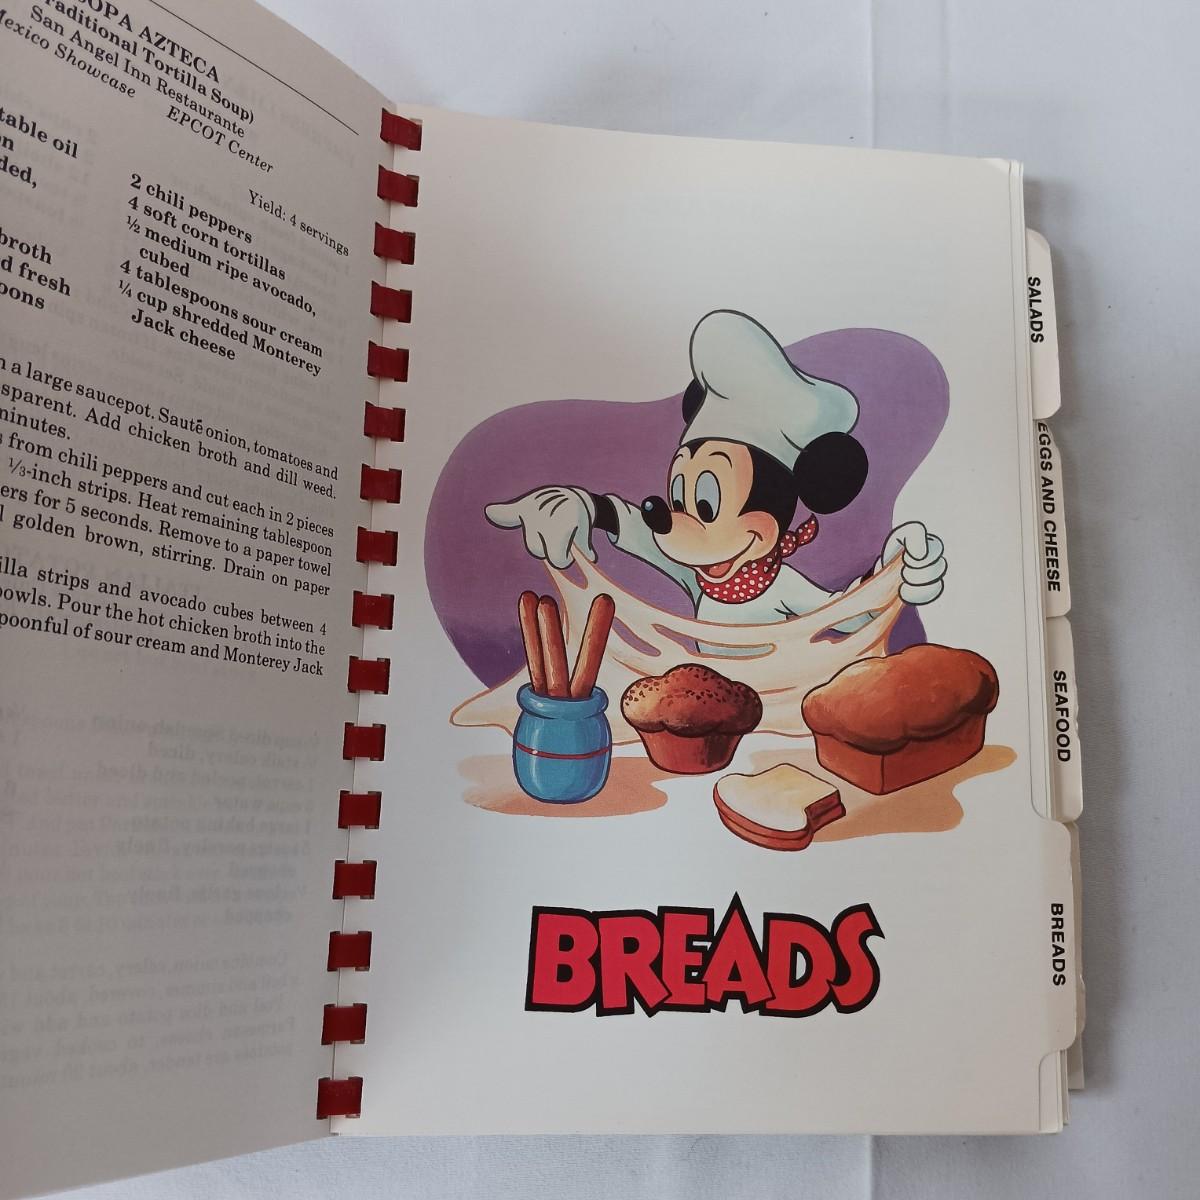 SOPA AZTECA
Traditional Tortilla Soup)
San Angel Inn Restaurante
Mexico Showcase EPCOT Center
Yield: 4 servings
table oil
ded,
broth
d fresh
2 chili peppers
4 soft corn tortillas
½ medium ripe avocado,
cubed
4 tablespoons sour cream
¼ cup shredded Monterey
Jack cheese
a large saucepot. Sauté onion, tomatoes and
sparent. Add chicken broth and dill weed.
minutes.
from chili peppers and cut each in 2 pieces
⅓-inch strips. Heat remaining tablespoon
ers for 5 seconds. Remove to a paper towel
golden brown, stirring. Drain on paper
illa strips and avocado cubes between 4
bowls. Pour the hot chicken broth into the
spoonful of sour cream and Monterey Jack
BREADS
SALADS
EGGS AND CHEESE
SEAFOOD
BREADS